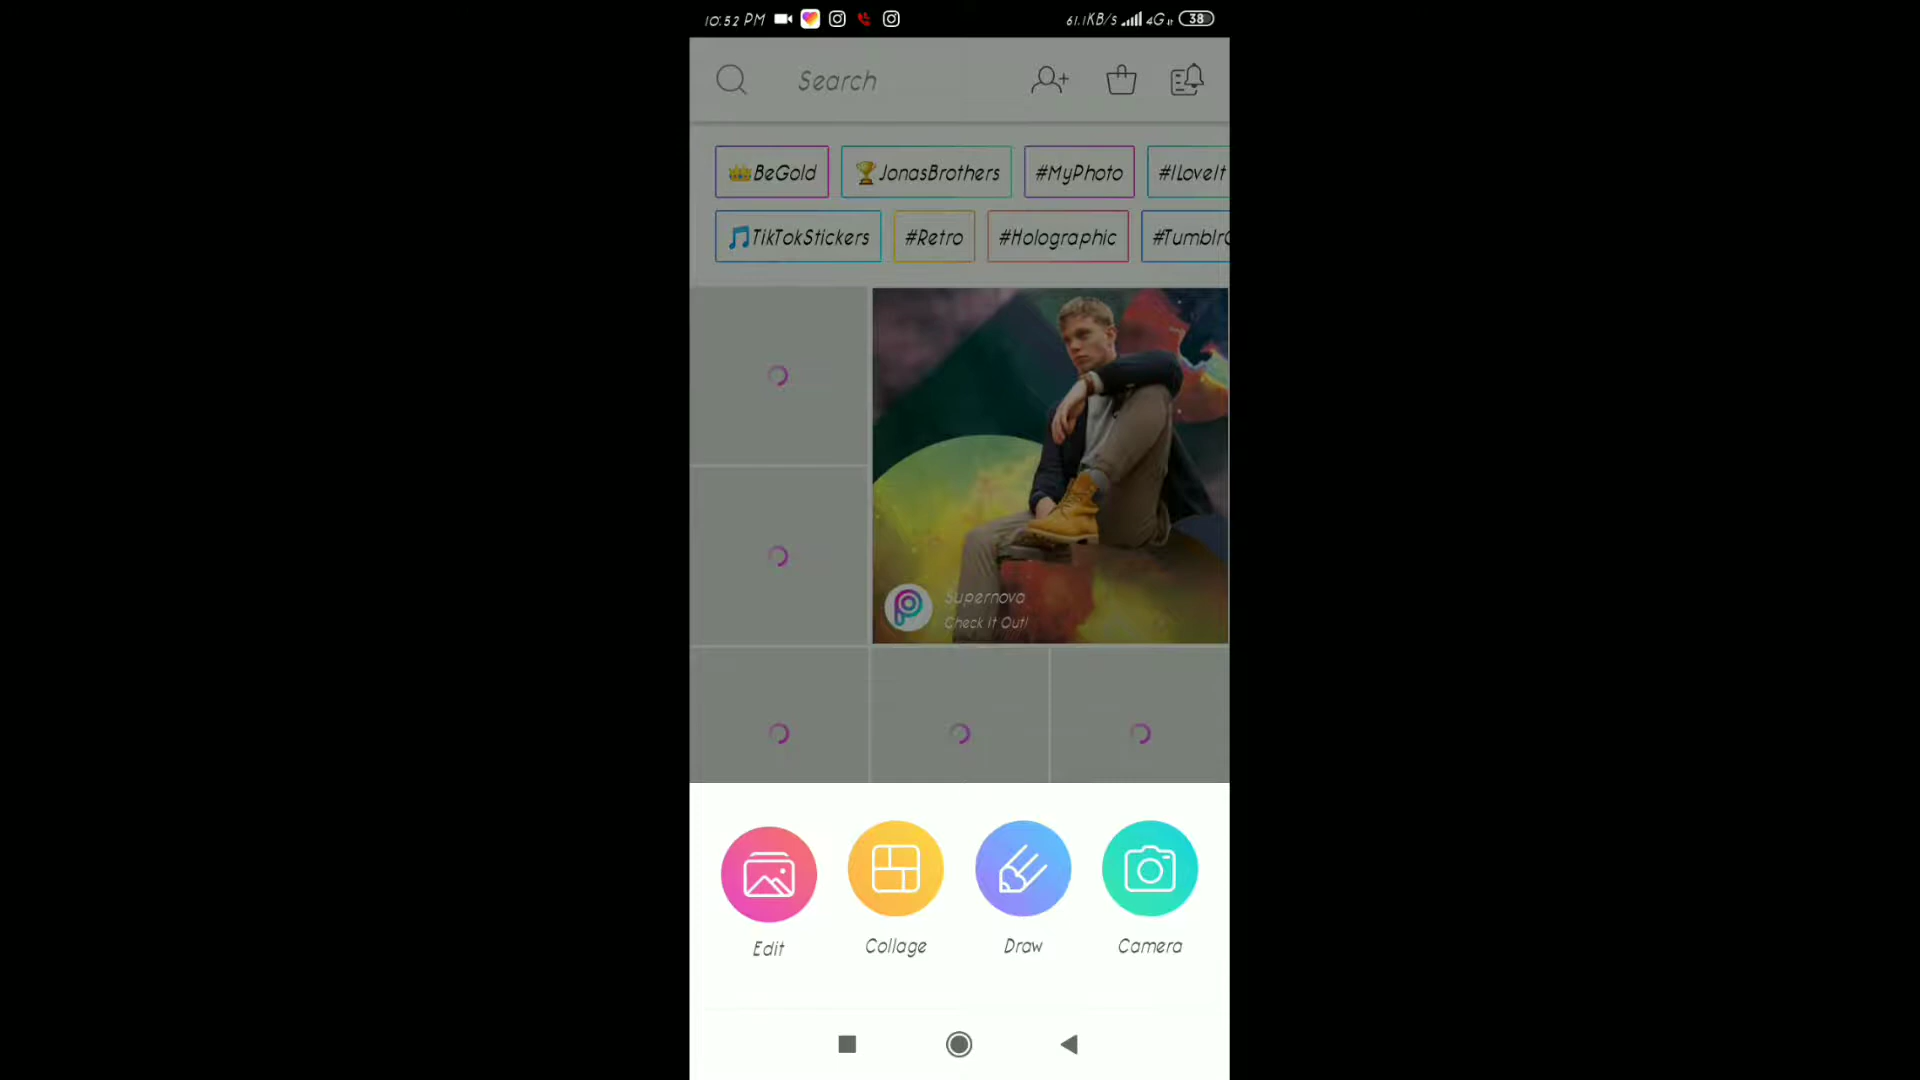 10:52 PM 61.1KB/s 4G 38
Search
👑BeGold 🏆JonasBrothers #MyPhoto #ILoveIt
🎵TikTokStickers #Retro #Holographic #Tumblr
Supernova
Check It Out!
Edit Collage Draw Camera